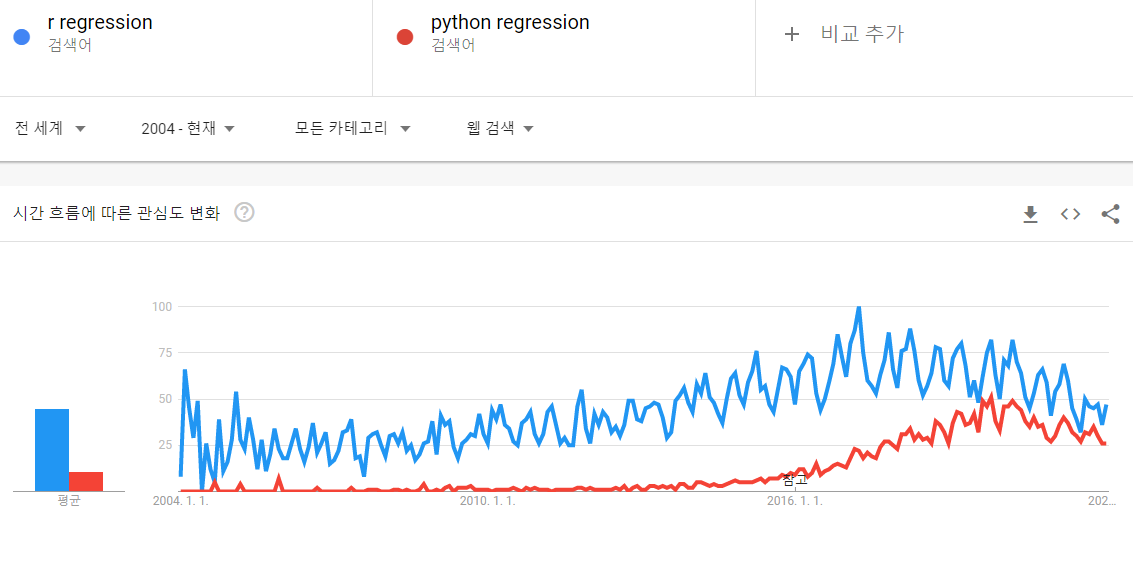 r regression
검색어
python regression
검색어
+ 비교 추가
전 세계
2004 - 현재
모든 카테고리
웹 검색
시간 흐름에 따른 관심도 변화 ?
100
75
50
25
참고
평균
2004. 1. 1.
2010. 1. 1.
2016. 1. 1.
202...